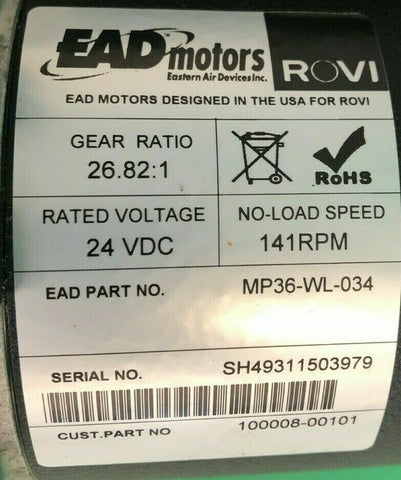 EAD™ motors
Eastern Air Devices Inc.
ROVI
EAD MOTORS DESIGNED IN THE USA FOR ROVI
GEAR RATIO
26.82:1
RoHS
RATED VOLTAGE
24 VDC
NO-LOAD SPEED
141RPM
EAD PART NO. MP36-WL-034
SERIAL NO. SH49311503979
CUST.PART NO 100008-00101